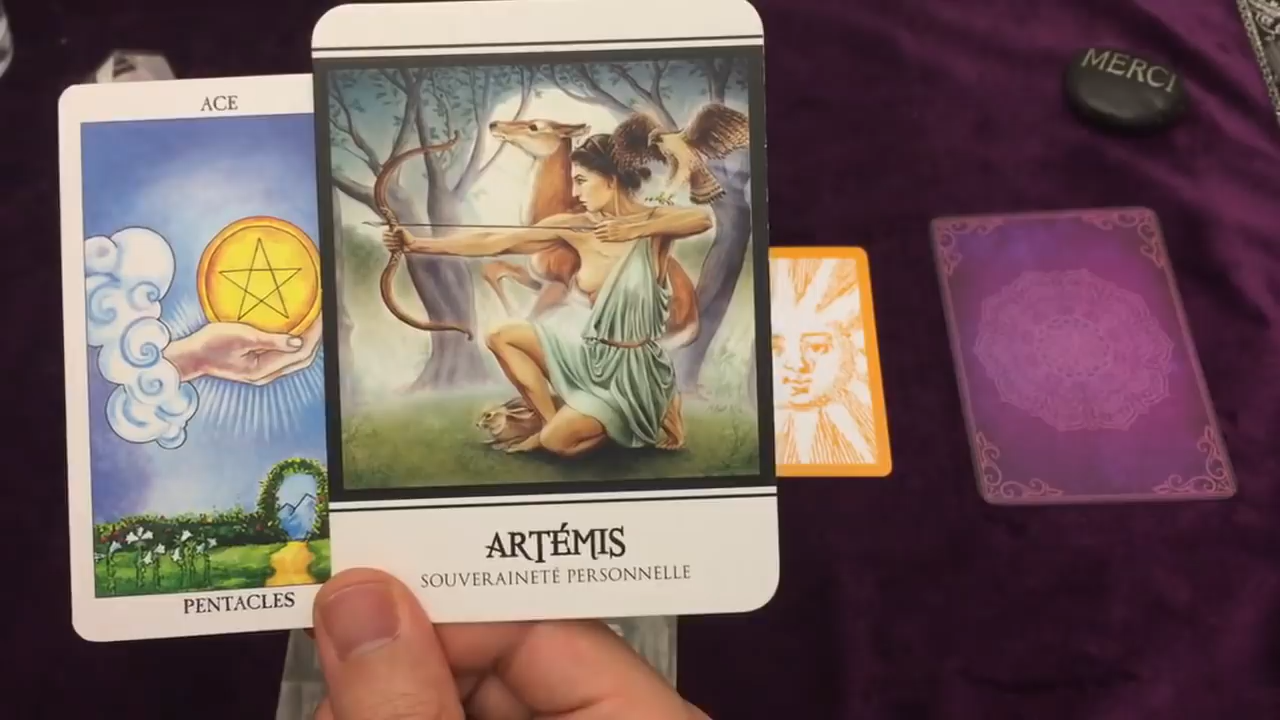 ACE
PENTACLES
ARTÉMIS
SOUVERAINETÉ PERSONNELLE
MERCI